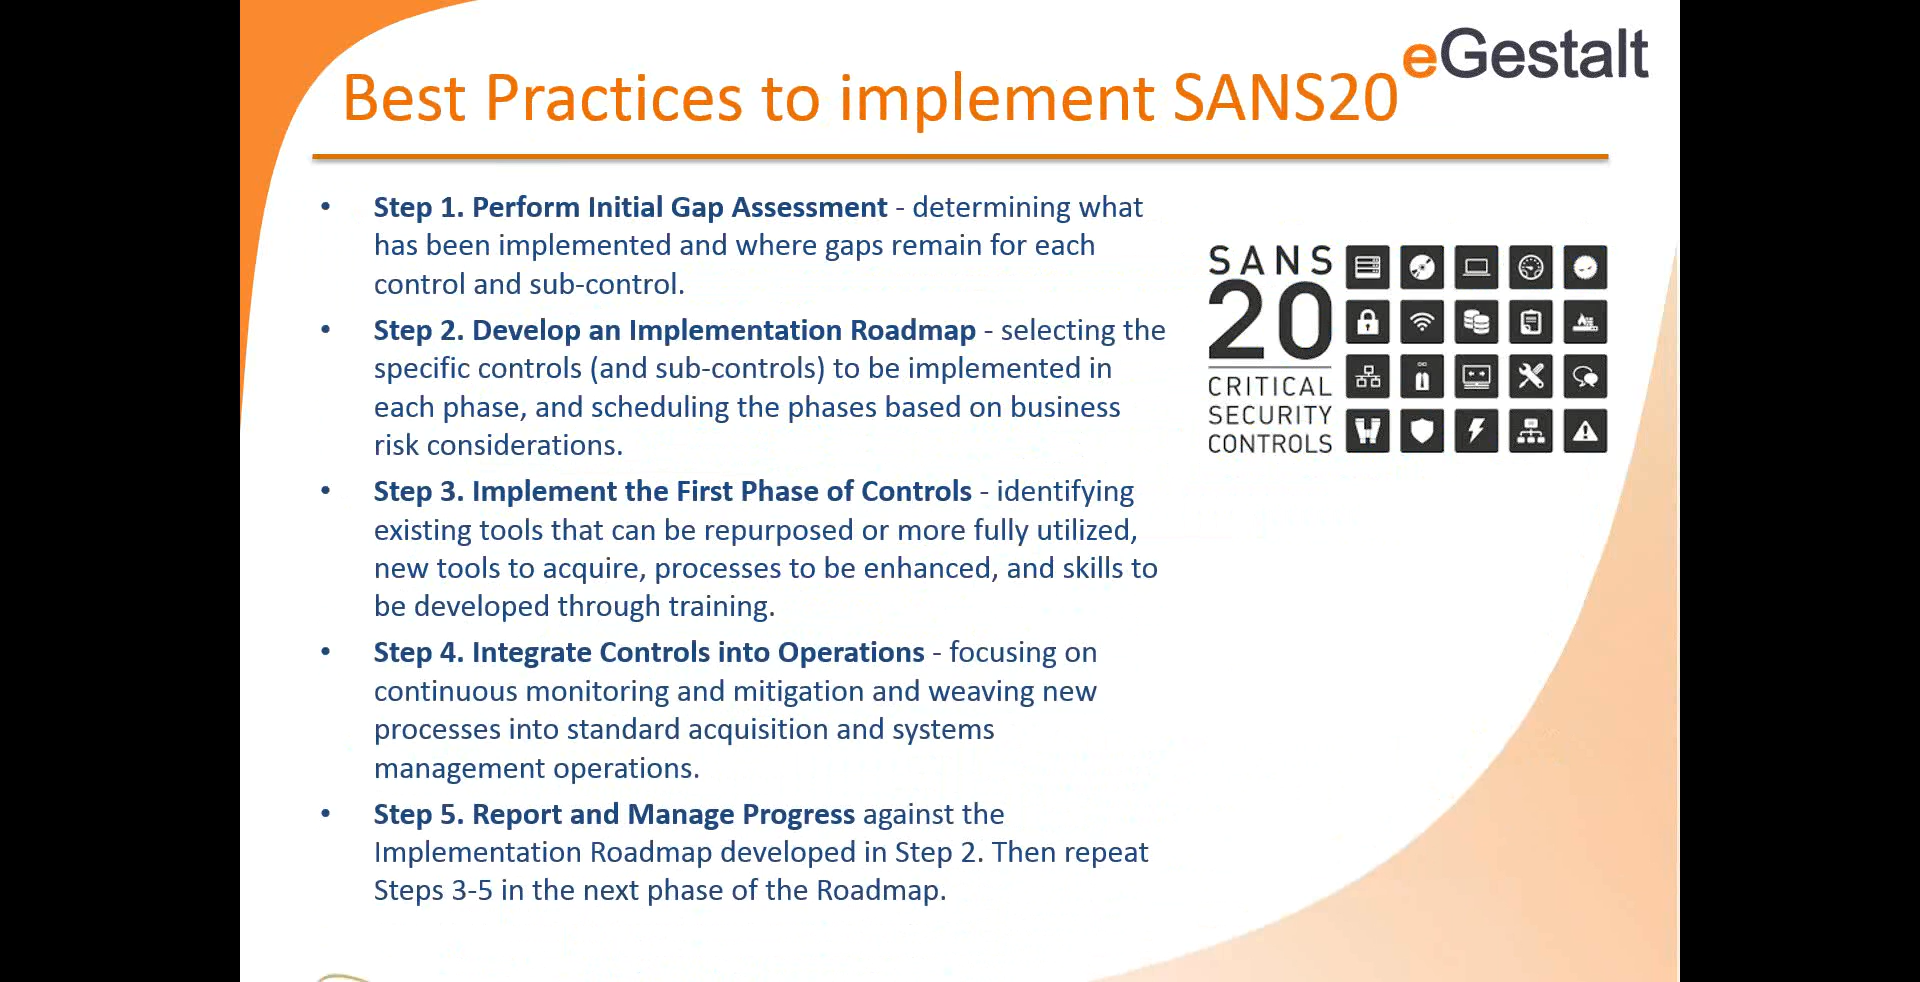 eGestalt
Best Practices to implement SANS20
• Step 1. Perform Initial Gap Assessment - determining what
has been implemented and where gaps remain for each
control and sub-control.
• Step 2. Develop an Implementation Roadmap - selecting the
specific controls (and sub-controls) to be implemented in
each phase, and scheduling the phases based on business
risk considerations.
• Step 3. Implement the First Phase of Controls - identifying
existing tools that can be repurposed or more fully utilized,
new tools to acquire, processes to be enhanced, and skills to
be developed through training.
• Step 4. Integrate Controls into Operations - focusing on
continuous monitoring and mitigation and weaving new
processes into standard acquisition and systems
management operations.
• Step 5. Report and Manage Progress against the
Implementation Roadmap developed in Step 2. Then repeat
Steps 3-5 in the next phase of the Roadmap.
SANS
20
CRITICAL
SECURITY
CONTROLS